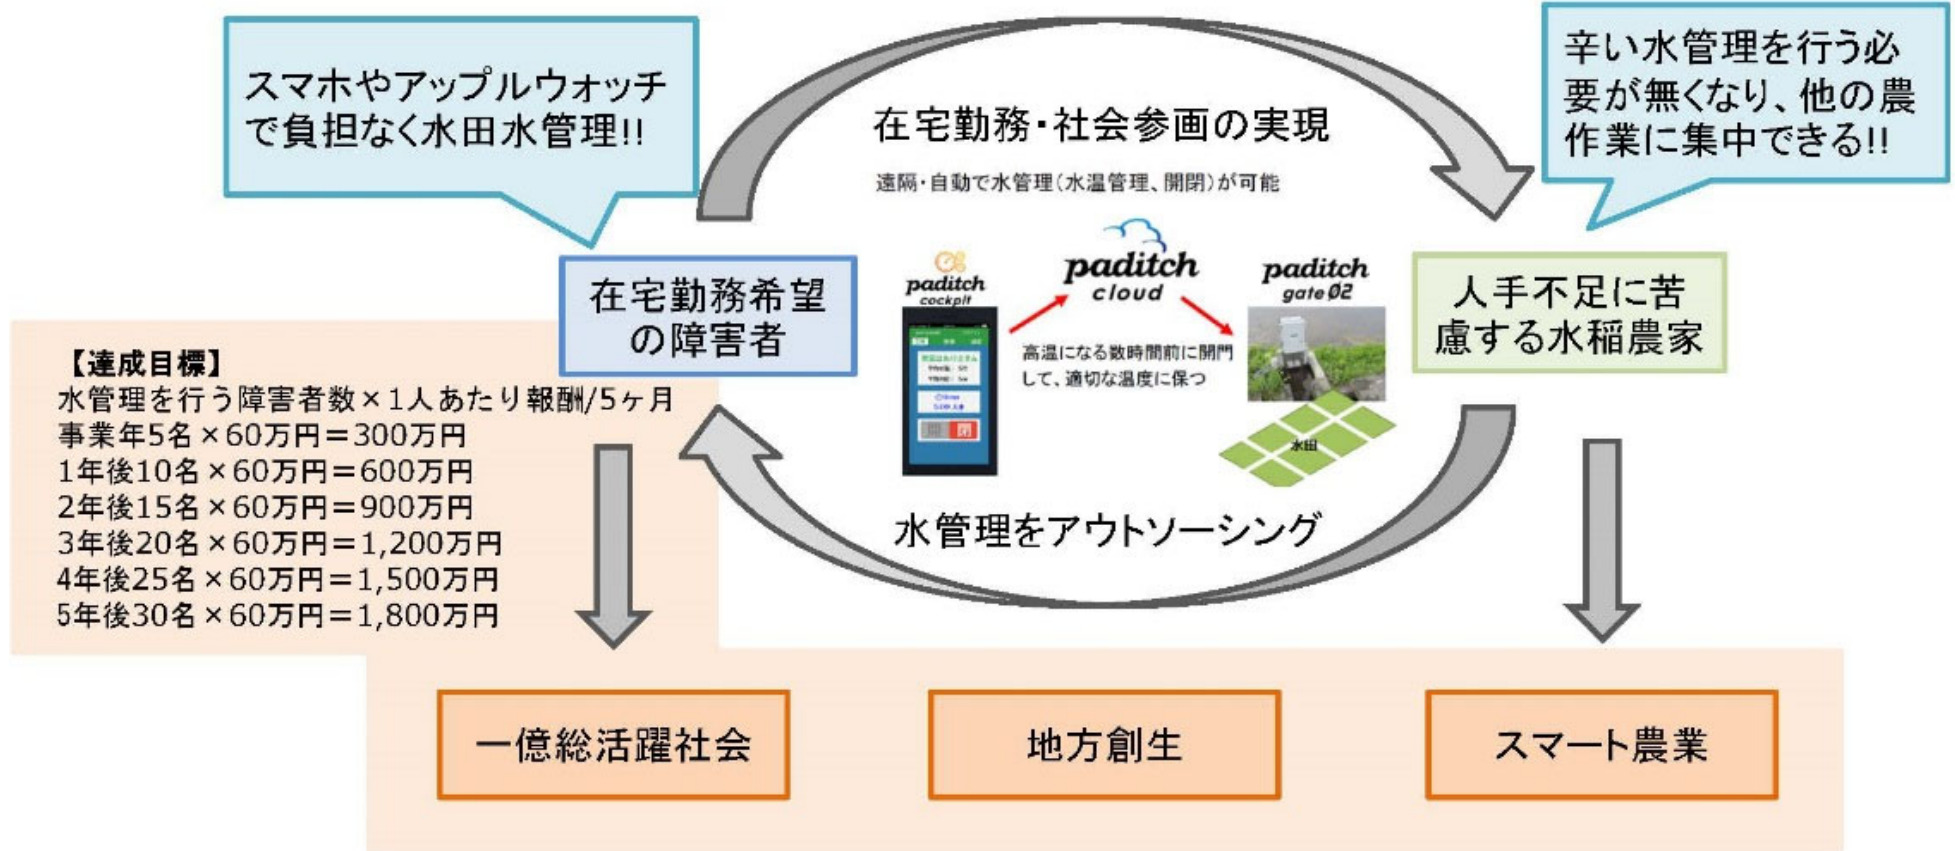 スマホやアップルウォッチ
で負担なく水田水管理!!
在宅勤務・社会参画の実現
遠隔・自動で水管理(水温管理、開閉)が可能
辛い水管理を行う必
要が無くなり、他の農
作業に集中できる!!
在宅勤務希望
の障害者
paditch
cockpit
paditch
cloud
paditch
gate02
高温になる数時間前に開門
して、適切な温度に保つ
水田
人手不足に苦
慮する水稲農家
【達成目標】
水管理を行う障害者数×1人あたり報酬/5ヶ月
事業年5名×60万円=300万円
1年後10名×60万円=600万円
2年後15名×60万円=900万円
3年後20名×60万円=1,200万円
4年後25名×60万円=1,500万円
5年後30名×60万円=1,800万円
水管理をアウトソーシング
一億総活躍社会
地方創生
スマート農業